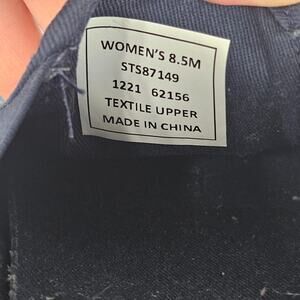 WOMEN'S 8.5M
STS87149
1221 62156
TEXTILE UPPER
MADE IN CHINA